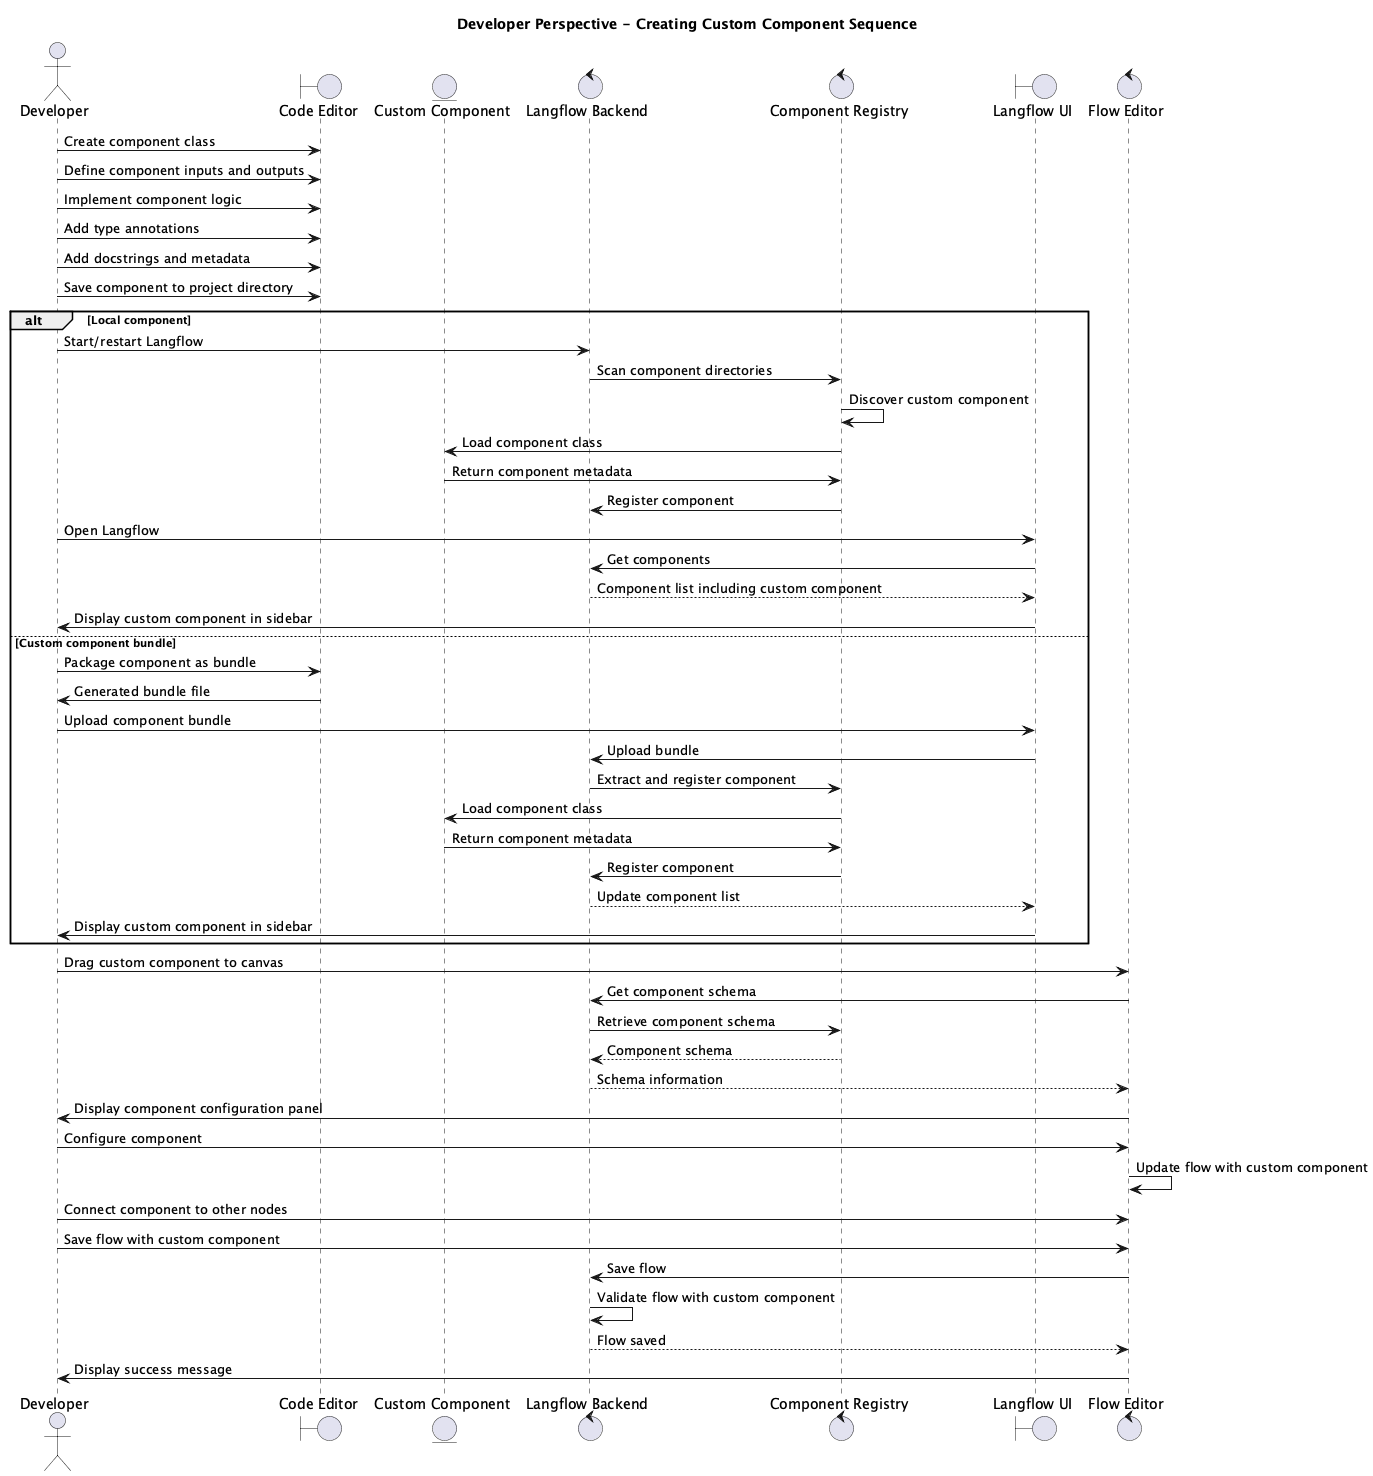 Developer Perspective - Creating Custom Component Sequence
Developer
Code Editor
Custom Component
Langflow Backend
Component Registry
Langflow UI
Flow Editor
Create component class
Define component inputs and outputs
Implement component logic
Add type annotations
Add docstrings and metadata
Save component to project directory
alt
[Local component]
Start/restart Langflow
Scan component directories
Discover custom component
Load component class
Return component metadata
Register component
Open Langflow
Get components
Component list including custom component
Display custom component in sidebar
[Custom component bundle]
Package component as bundle
Generated bundle file
Upload component bundle
Upload bundle
Extract and register component
Load component class
Return component metadata
Register component
Update component list
Display custom component in sidebar
Drag custom component to canvas
Get component schema
Retrieve component schema
Component schema
Schema information
Display component configuration panel
Configure component
Update flow with custom component
Connect component to other nodes
Save flow with custom component
Save flow
Validate flow with custom component
Flow saved
Display success message
Developer
Code Editor
Custom Component
Langflow Backend
Component Registry
Langflow UI
Flow Editor